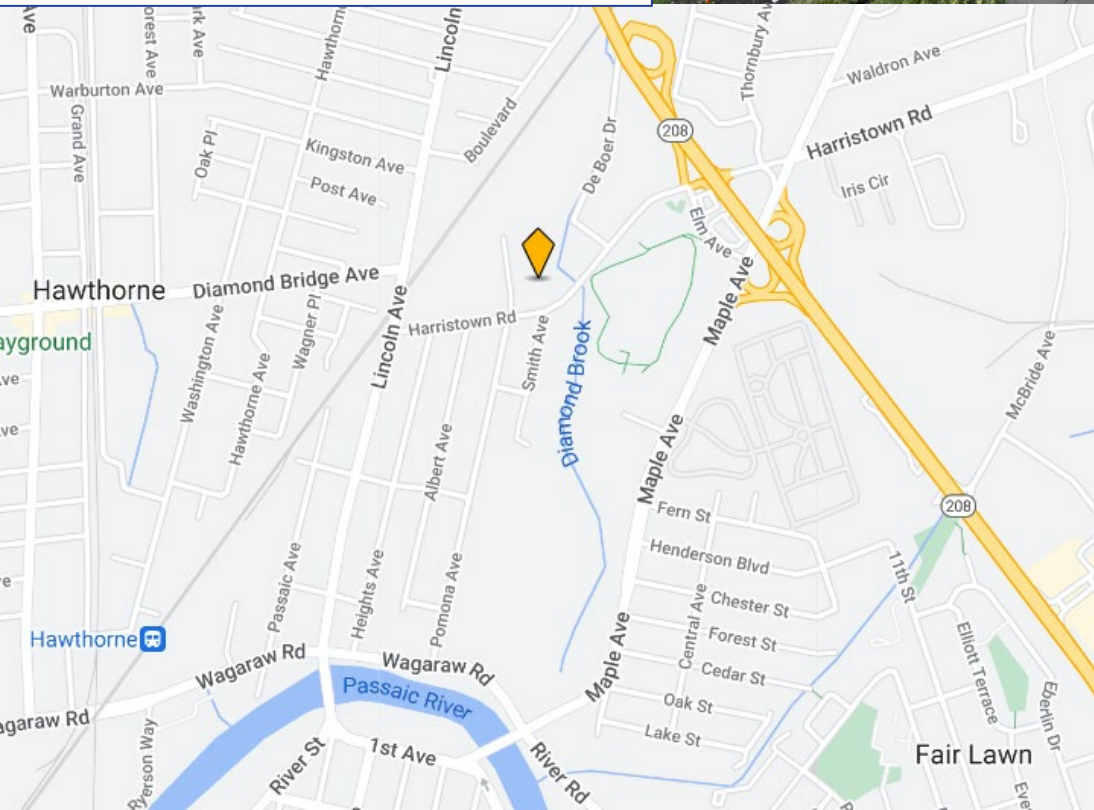 Ave
Forest Ave
Lincoln
Hawthorne
Thornbury Av
Waldron Ave
Warburton Ave
Grand Ave
Boulevard
208
Harristown Rd
Oak Pl
Kingston Ave
De Boer Dr
Post Ave
Iris Cir
Elm Ave
Hawthorne
Diamond Bridge Ave
Maple Ave
Lincoln Ave
Harristown Rd
Smith Ave
Wagner Pl
Washington Ave
ayground
Diamond Brook
McBride Ave
Hawthorne Ave
Albert Ave
Maple Ave
Fern St
208
Henderson Blvd
11th St
Passaic Ave
Heights Ave
Pomona Ave
Chester St
Central Ave
Forest St
Hawthorne
Wagaraw Rd
Wagaraw Rd
Maple Ave
Cedar St
Elliott Terrace
Passaic River
Oak St
Eberlin Dr
agaraw Rd
Ryerson Way
1st Ave
Lake St
River St
River Rd
Fair Lawn